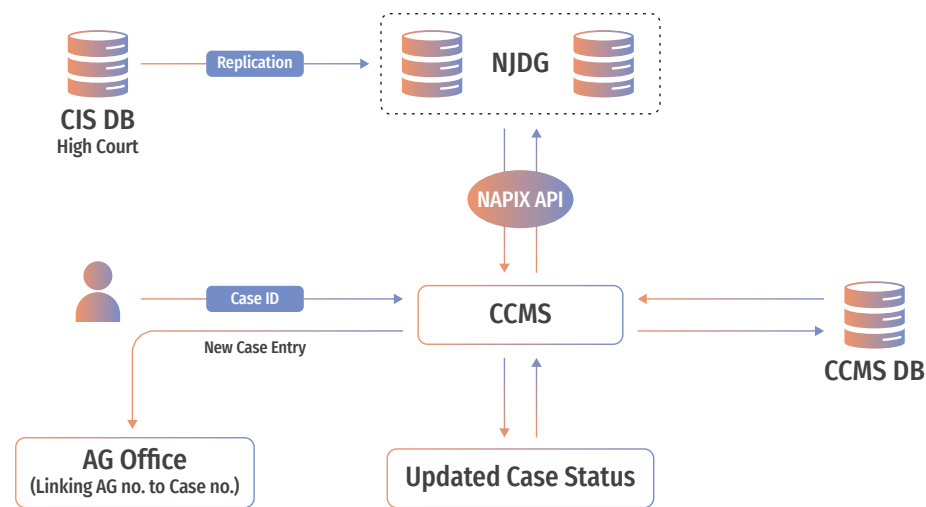 Replication
NJDG
CIS DB
High Court
NAPIX API
Case ID
CCMS
New Case Entry
CCMS DB
AG Office
(Linking AG no. to Case no.)
Updated Case Status